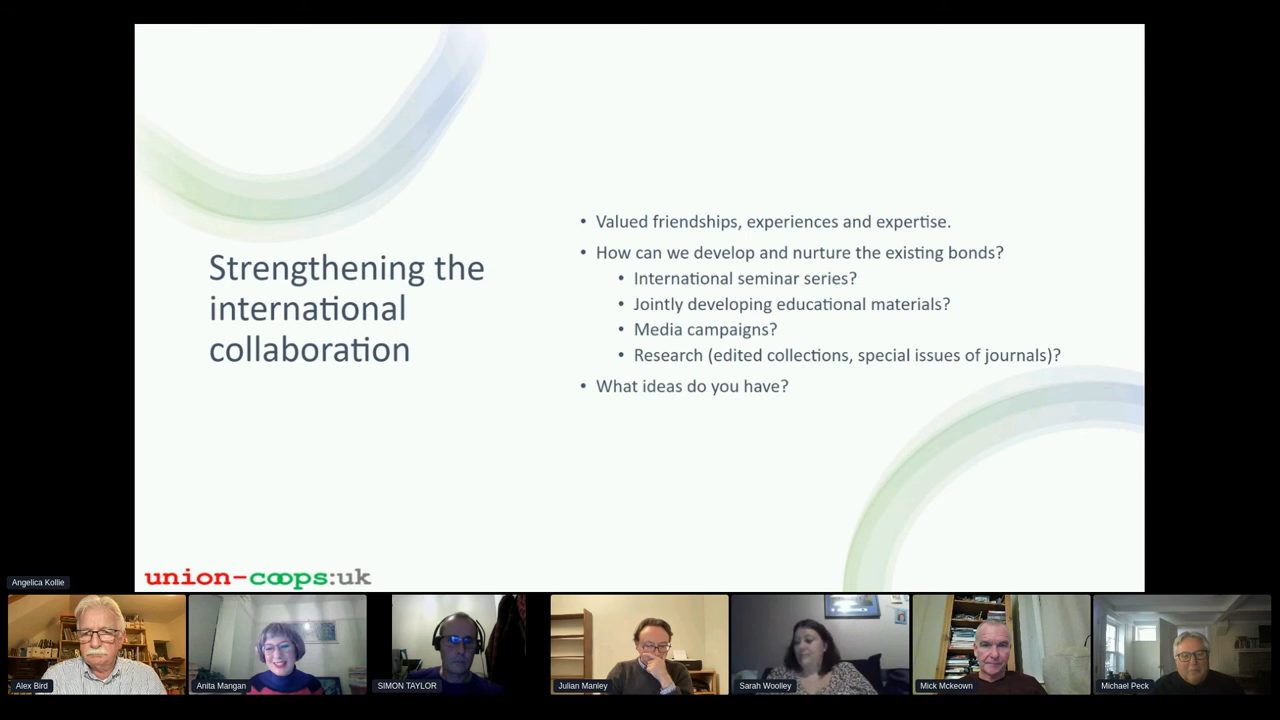 Strengthening the
international
collaboration
• Valued friendships, experiences and expertise.
• How can we develop and nurture the existing bonds?
• International seminar series?
• Jointly developing educational materials?
• Media campaigns?
• Research (edited collections, special issues of journals)?
• What ideas do you have?
union-coops:uk
Angelica Kollie
Alex Bird
Anita Mangan
SIMON TAYLOR
Julian Manley
Sarah Woolley
Mick Mckeown
Michael Peck